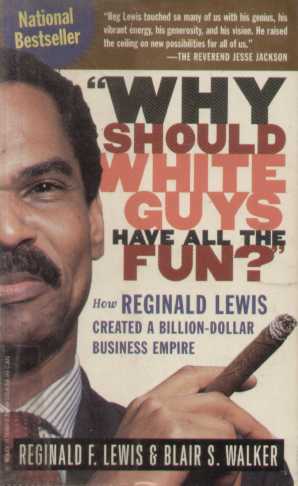 National
Bestseller
"Reg Lewis touched so many of us with his genius, his
vibrant energy, his generosity, and his vision. He raised
the ceiling on new possibilities for all of us."
—THE REVEREND JESSE JACKSON
"WHY
SHOULD
WHITE
GUYS
HAVE ALL THE
FUN?"
How REGINALD LEWIS
CREATED A BILLION-DOLLAR
BUSINESS EMPIRE
REGINALD F. LEWIS & BLAIR S. WALKER